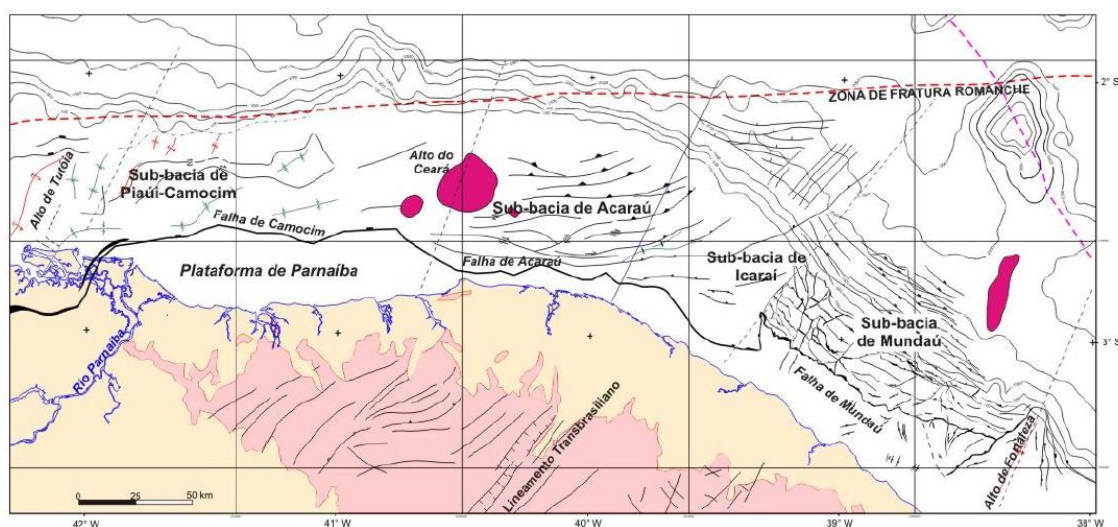 2° S
ZONA DE FRATURA ROMANCHE
Alto de Tutóia
Sub-bacia de
Piauí-Camocim
Alto do
Ceará
Sub-bacia de Acaraú
Falha de Camocim
Falha de Acaraú
Plataforma de Parnaíba
Sub-bacia de
Icaraí
Sub-bacia
de Mundaú
3° S
Rio Parnaíba
Falha de Mundaú
Lineamento Transbrasiliano
Alto de Fortaleza
0 25 50 km
42° W
41° W
40° W
39° W
38° W